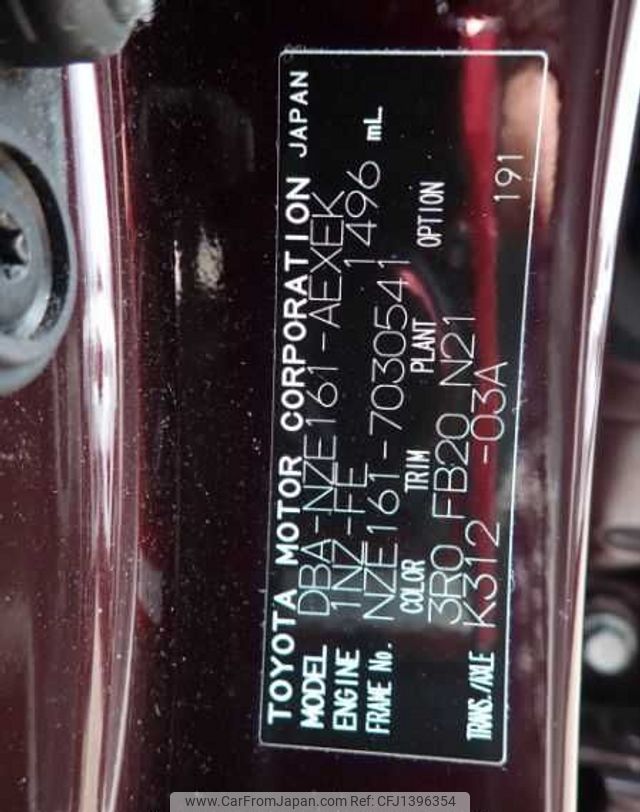 TOYOTA MOTOR CORPORATION JAPAN
MODEL DBA-NZE161-AEXEK
ENGINE 1NZ-FE 1496 mL
FRAME No. NZE161-7030541
COLOR TRIM PLANT OPTION
3R0 FB20 N21
TRANS./AXLE K312 -03A 191
www.CarFromJapan.com Ref: CFJ1396354